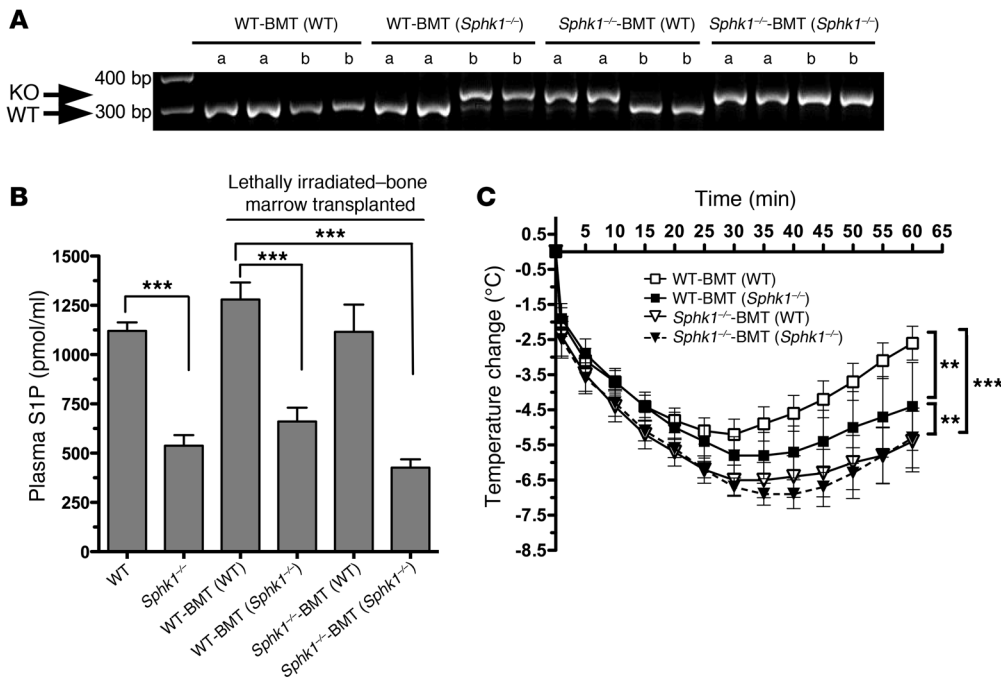 A
WT-BMT (WT) WT-BMT (Sphk1⁻/⁻) Sphk1⁻/⁻-BMT (WT) Sphk1⁻/⁻-BMT (Sphk1⁻/⁻)
a a b b a a b b a a b b a a b b
400 bp
KO
WT
300 bp
B
Lethally irradiated–bone
marrow transplanted
***
***
***
Plasma S1P (pmol/ml)
1500
1250
1000
750
500
250
0
WT
Sphk1⁻/⁻
WT-BMT (WT)
WT-BMT (Sphk1⁻/⁻)
Sphk1⁻/⁻-BMT (WT)
Sphk1⁻/⁻-BMT (Sphk1⁻/⁻)
C
Time (min)
5 10 15 20 25 30 35 40 45 50 55 60 65
Temperature change (°C)
0.5
-0.5
-1.5
-2.5
-3.5
-4.5
-5.5
-6.5
-7.5
-8.5
WT-BMT (WT)
WT-BMT (Sphk1⁻/⁻)
Sphk1⁻/⁻-BMT (WT)
Sphk1⁻/⁻-BMT (Sphk1⁻/⁻)
**
***
**